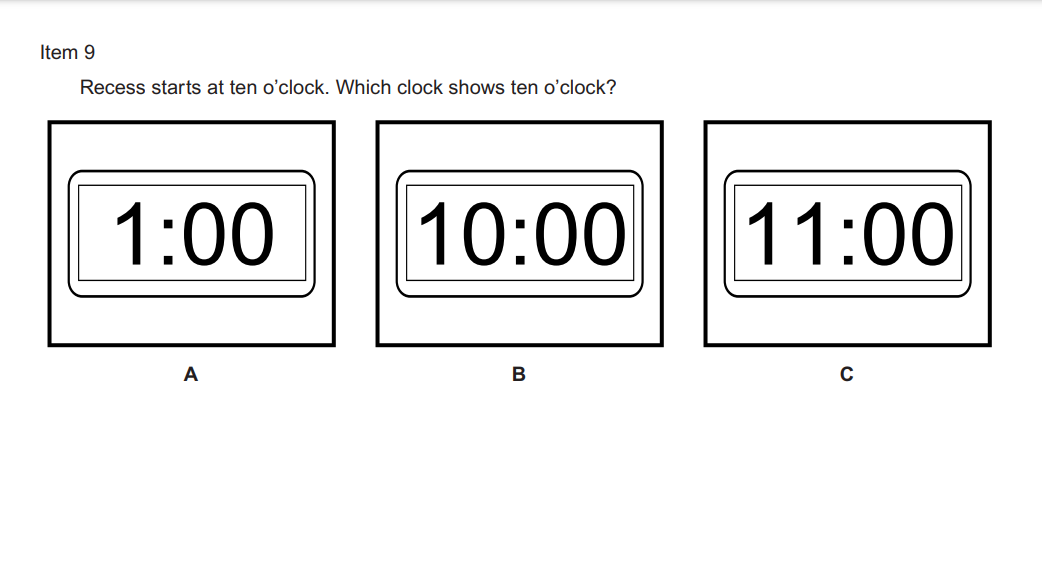 Item 9
Recess starts at ten o’clock. Which clock shows ten o’clock?
1:00
10:00
11:00
A
B
C